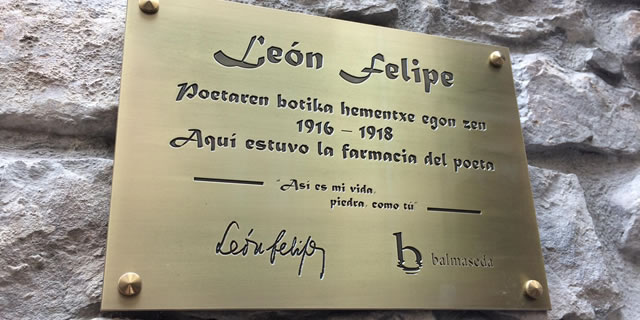 León Felipe
Poetaren botika hementxe egon zen
1916 – 1918
Aquí estuvo la farmacia del poeta
"Así es mi vida,
piedra, como tú"
León Felipe
b
balmaseda